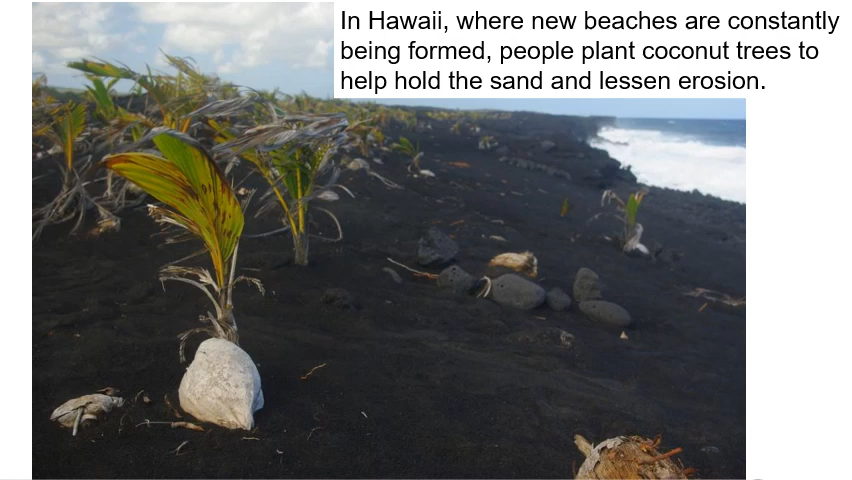 In Hawaii, where new beaches are constantly
being formed, people plant coconut trees to
help hold the sand and lessen erosion.